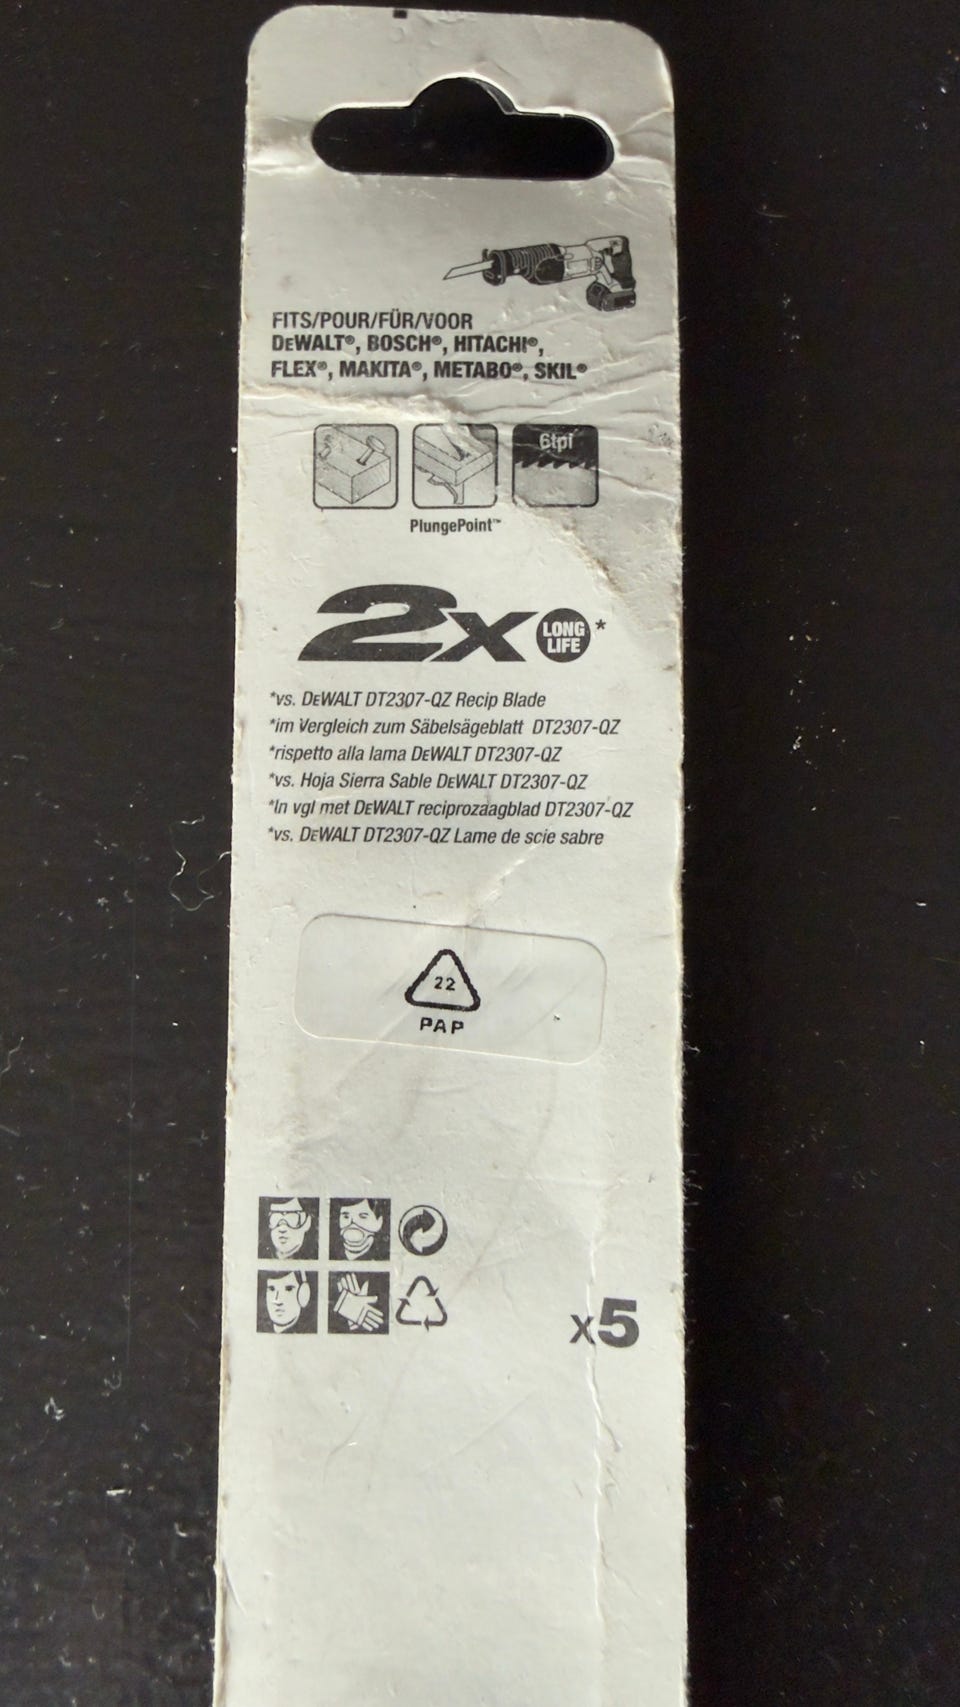 FITS/POUR/FÜR/VOOR
DEWALT®, BOSCH®, HITACHI®,
FLEX®, MAKITA®, METABO®, SKIL®
6tpi
PlungePoint™
2x LONG LIFE*
*vs. DEWALT DT2307-QZ Recip Blade
*im Vergleich zum Säbelsägeblatt DT2307-QZ
*rispetto alla lama DEWALT DT2307-QZ
*vs. Hoja Sierra Sable DEWALT DT2307-QZ
*In vgl met DEWALT reciprozaagblad DT2307-QZ
*vs. DEWALT DT2307-QZ Lame de scie sabre
22
PAP
x5